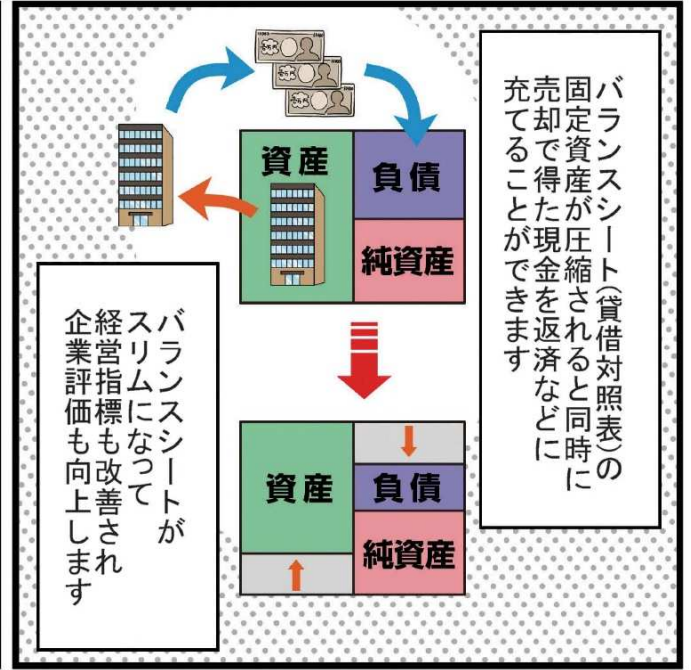 バランスシート(貸借対照表)の
固定資産が圧縮されると同時に
売却で得た現金を返済などに
充てることができます
資産
負債
純資産
資産
負債
純資産
バランスシートが
スリムになって
経営指標も改善され
企業評価も向上します